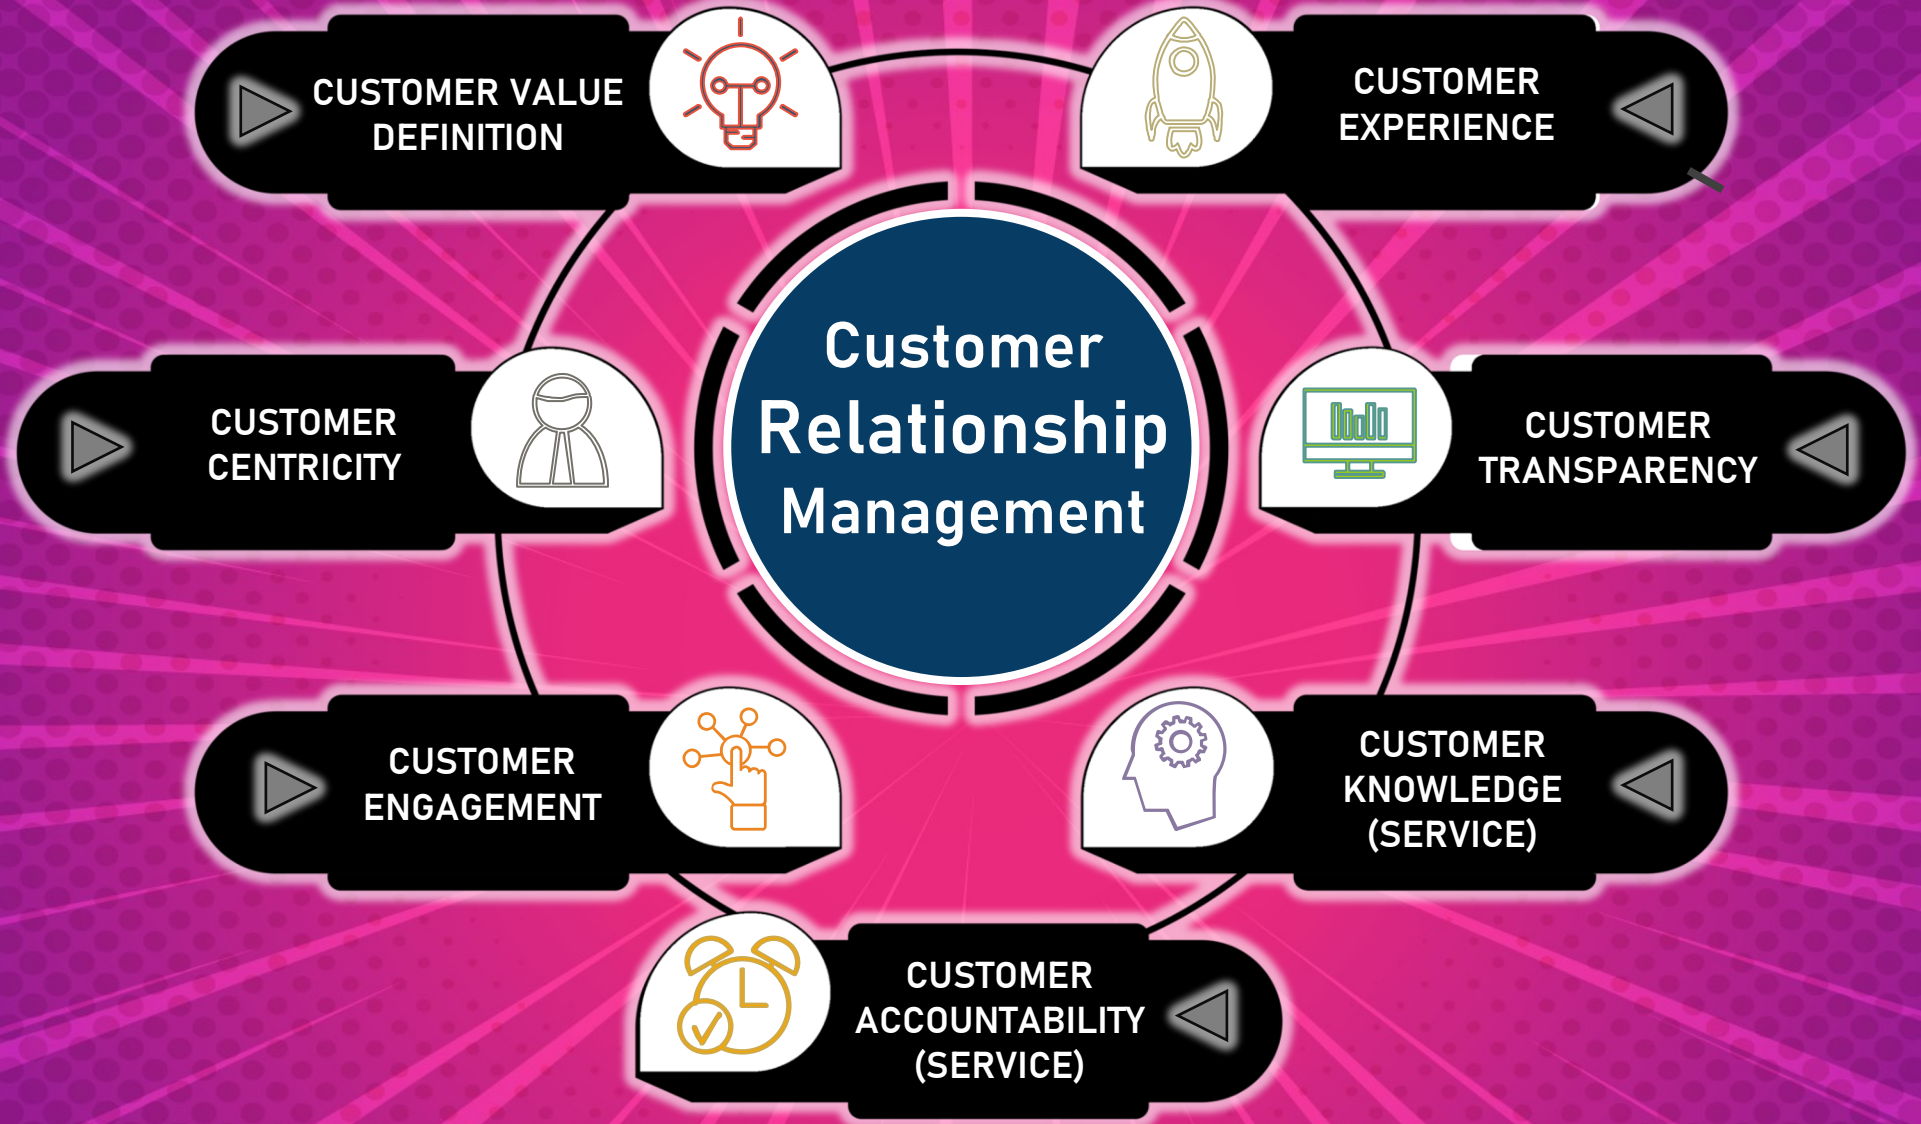 CUSTOMER VALUE
DEFINITION
CUSTOMER
EXPERIENCE
Customer
Relationship
Management
CUSTOMER
CENTRICITY
CUSTOMER
TRANSPARENCY
CUSTOMER
ENGAGEMENT
CUSTOMER
KNOWLEDGE
(SERVICE)
CUSTOMER
ACCOUNTABILITY
(SERVICE)